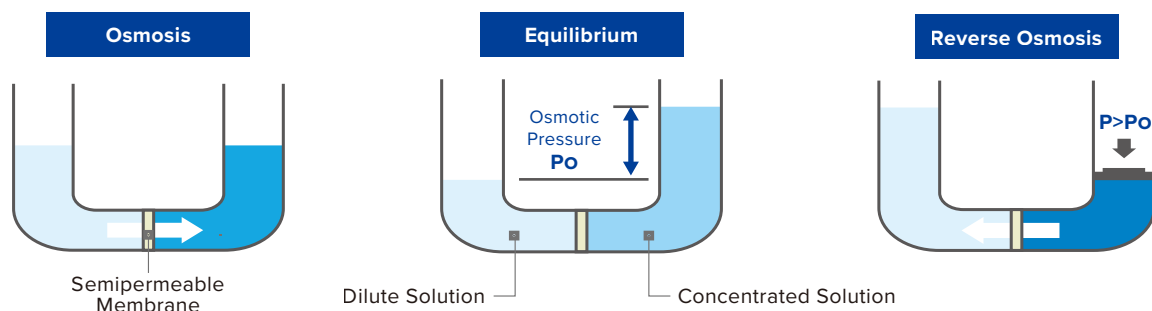 Osmosis
Equilibrium
Reverse Osmosis
Osmotic
Pressure
Po
P>Po
Semipermeable
Membrane
Dilute Solution
Concentrated Solution